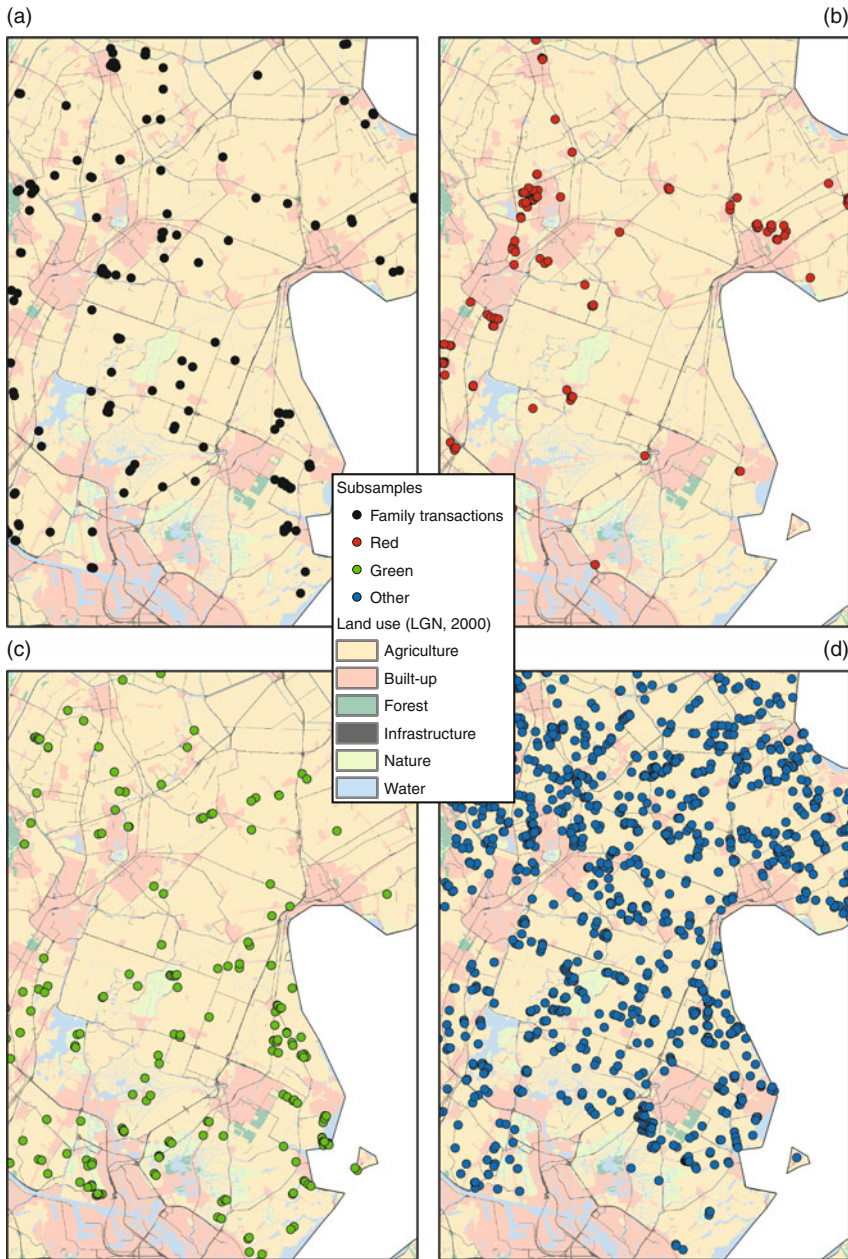 (a)
(b)
Subsamples
Family transactions
Red
Green
Other
Land use (LGN, 2000)
Agriculture
Built-up
Forest
Infrastructure
Nature
Water
(c)
(d)